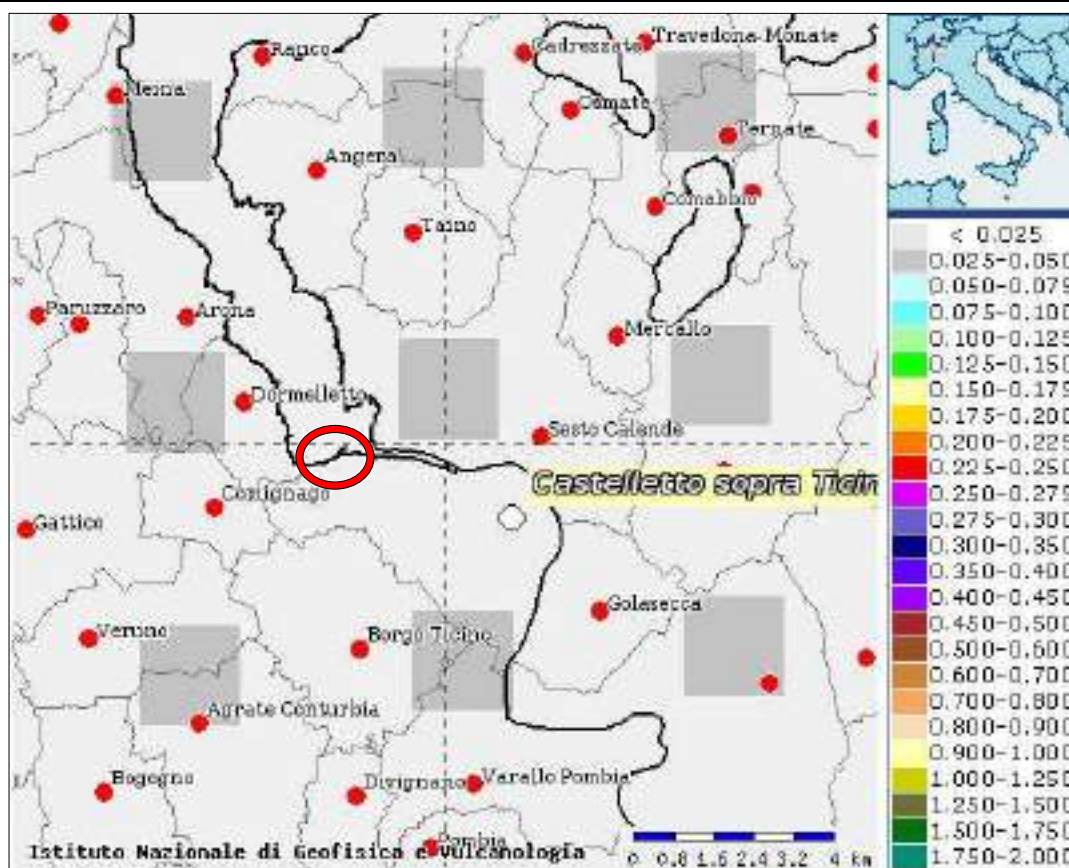 Ranco
Cadrezzate
Travedona-Monate
Meina
Comate
Ternate
Angera
Comabbio
Taino
Paruzzaro
Arona
Mercallo
Dormelletto
Sesto Calende
Castelletto sopra Ticin
Comignago
Gattico
Golasecca
Veruno
Borgo Ticino
Agrate Conturbia
Bogogno
Divignano
Varallo Pombia
Pombia
Istituto Nazionale di Geofisica e Vulcanologia
0 0.8 1.6 2.4 3.2 4 km
< 0.025
0.025-0.050
0.050-0.075
0.075-0.100
0.100-0.125
0.125-0.150
0.150-0.175
0.175-0.200
0.200-0.225
0.225-0.250
0.250-0.275
0.275-0.300
0.300-0.350
0.350-0.400
0.400-0.450
0.450-0.500
0.500-0.600
0.600-0.700
0.700-0.800
0.800-0.900
0.900-1.000
1.000-1.250
1.250-1.500
1.500-1.750
1.750-2.000